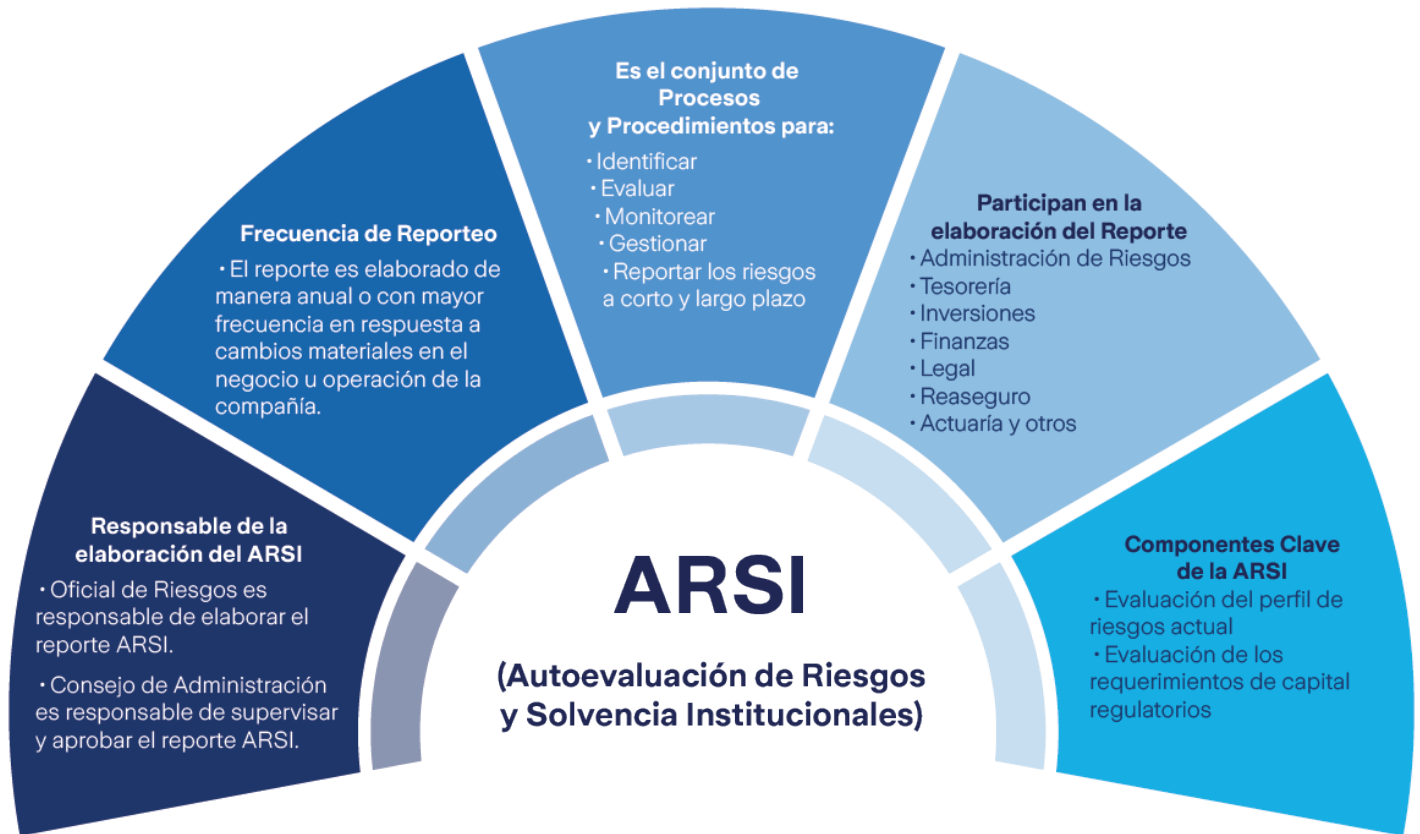 Responsable de la
elaboración del ARSI
· Oficial de Riesgos es
responsable de elaborar el
reporte ARSI.
· Consejo de Administración
es responsable de supervisar
y aprobar el reporte ARSI.
Frecuencia de Reporteo
· El reporte es elaborado de
manera anual o con mayor
frecuencia en respuesta a
cambios materiales en el
negocio u operación de la
compañía.
Es el conjunto de
Procesos
y Procedimientos para:
· Identificar
· Evaluar
· Monitorear
· Gestionar
· Reportar los riesgos
a corto y largo plazo
Participan en la
elaboración del Reporte
· Administración de Riesgos
· Tesorería
· Inversiones
· Finanzas
· Legal
· Reaseguro
· Actuaría y otros
Componentes Clave
de la ARSI
· Evaluación del perfil de
riesgos actual
· Evaluación de los
requerimientos de capital
regulatorios
ARSI
(Autoevaluación de Riesgos
y Solvencia Institucionales)